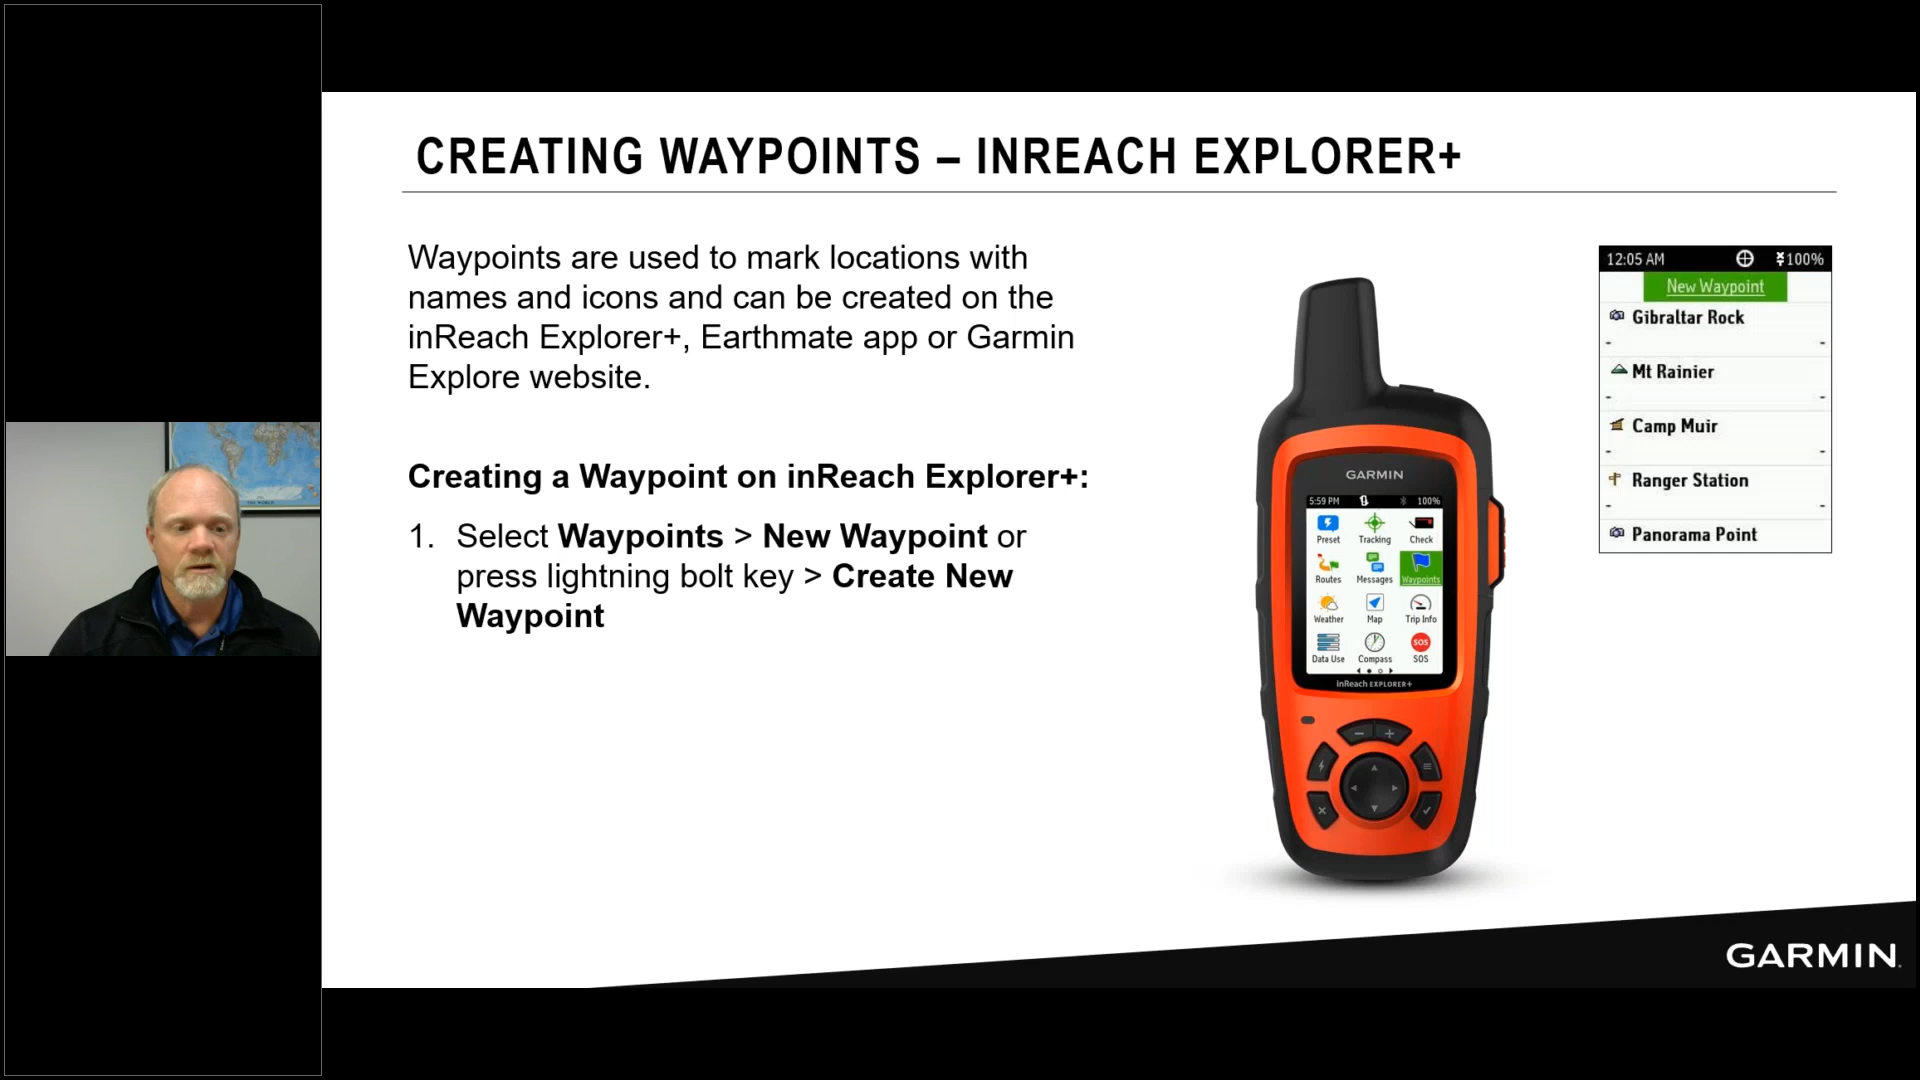 CREATING WAYPOINTS – INREACH EXPLORER+
Waypoints are used to mark locations with
names and icons and can be created on the
inReach Explorer+, Earthmate app or Garmin
Explore website.
Creating a Waypoint on inReach Explorer+:
1. Select Waypoints > New Waypoint or
press lightning bolt key > Create New
Waypoint
GARMIN
5:59 PM 100%
Preset Tracking Check
Routes Messages Waypoints
Weather Map Trip Info
SOS
Data Use Compass SOS
inReach EXPLORER+
12:05 AM 100%
New Waypoint
Gibraltar Rock
- -
Mt Rainier
- -
Camp Muir
- -
Ranger Station
- -
Panorama Point
GARMIN